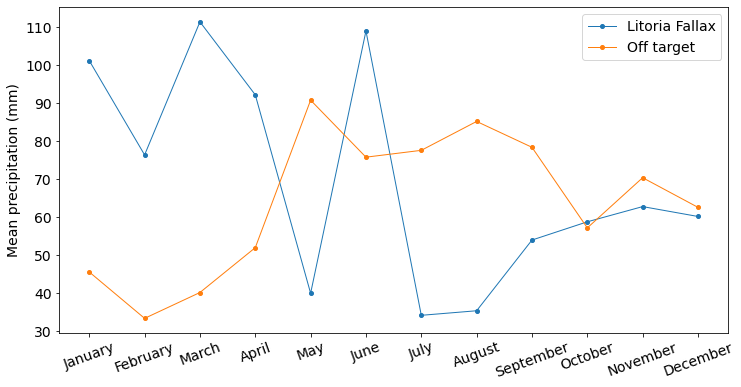 Litoria Fallax
Off target
Mean precipitation (mm)
110
100
90
80
70
60
50
40
30
January
February
March
April
May
June
July
August
September
October
November
December